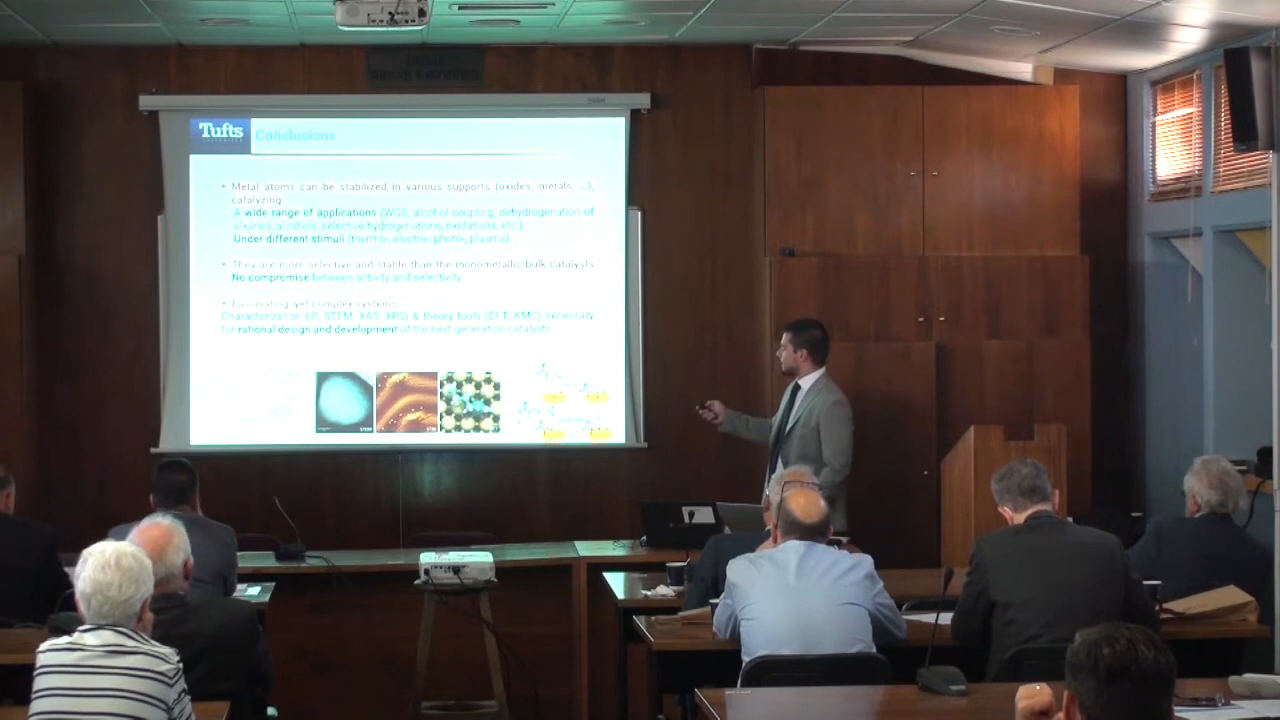 Tufts
UNIVERSITY
Conclusions
• Metal atoms can be stabilized in various supports (oxides, metals, ...),
catalyzing
A wide range of applications (WGS, alcohol coupling, dehydrogenation of
alkanes, alcohols, selective hydrogenations, oxidations, etc.)
Under different stimuli (thermo-, electro-, photo-, plasma)
• They are more selective and stable than the monometallic bulk catalysts
No compromise between activity and selectivity
• Fascinating, yet complex systems
Characterization (IR, STEM, XAS, XPS) & theory tools (DFT, KMC) necessary
for rational design and development of the next generation catalysts
STEM
STM